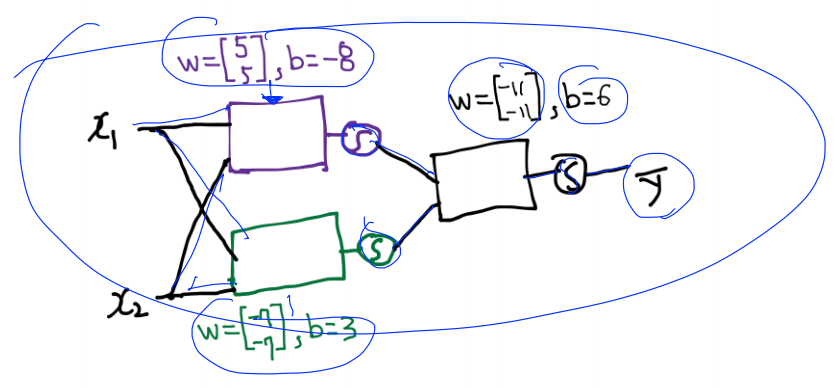 w=[5 5], b=-8
w=[-11 -11], b=6
x₁
S
S
ȳ
S
x₂
w=[-7 -7], b=3